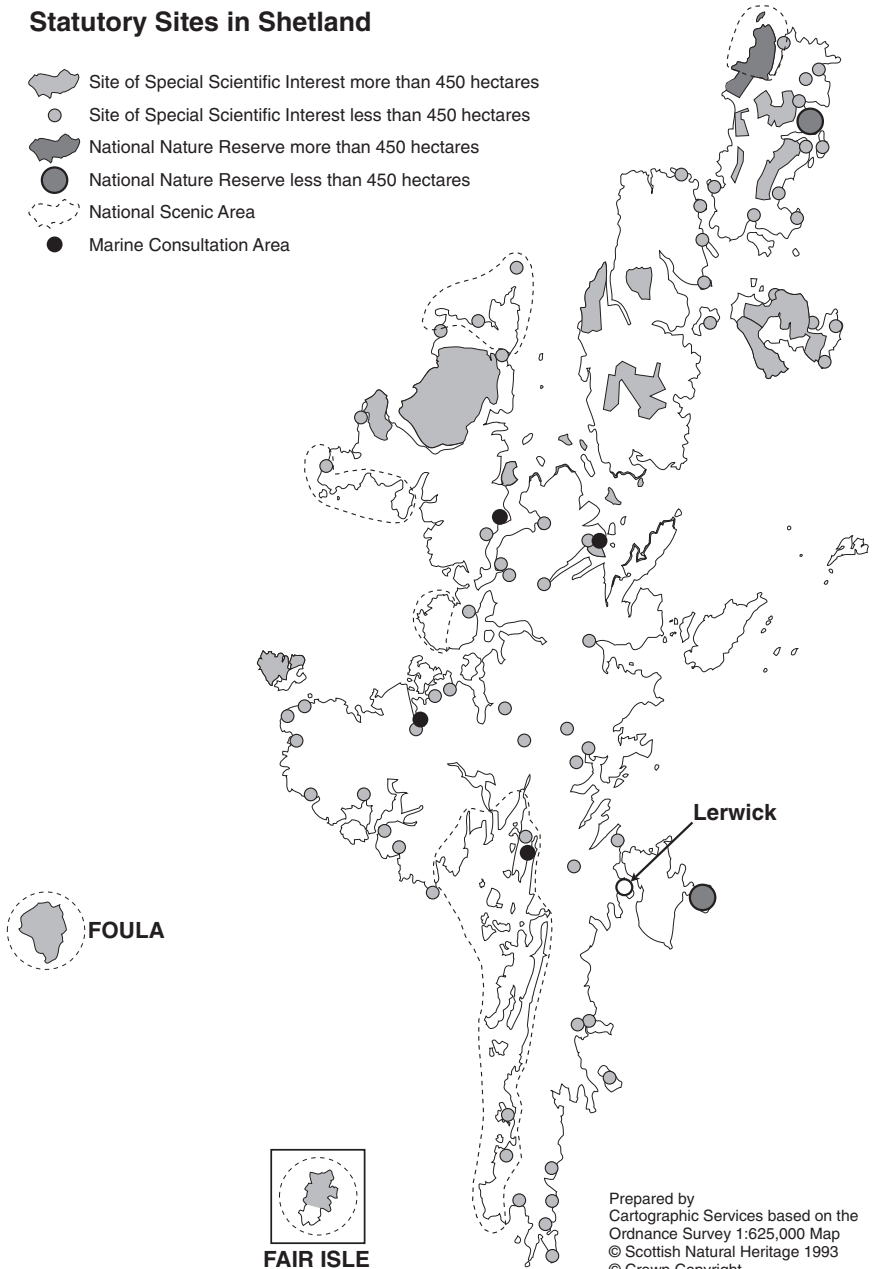 Statutory Sites in Shetland
Site of Special Scientific Interest more than 450 hectares
Site of Special Scientific Interest less than 450 hectares
National Nature Reserve more than 450 hectares
National Nature Reserve less than 450 hectares
National Scenic Area
Marine Consultation Area
Lerwick
FOULA
FAIR ISLE
Prepared by
Cartographic Services based on the
Ordnance Survey 1:625,000 Map
© Scottish Natural Heritage 1993
© Crown Copyright